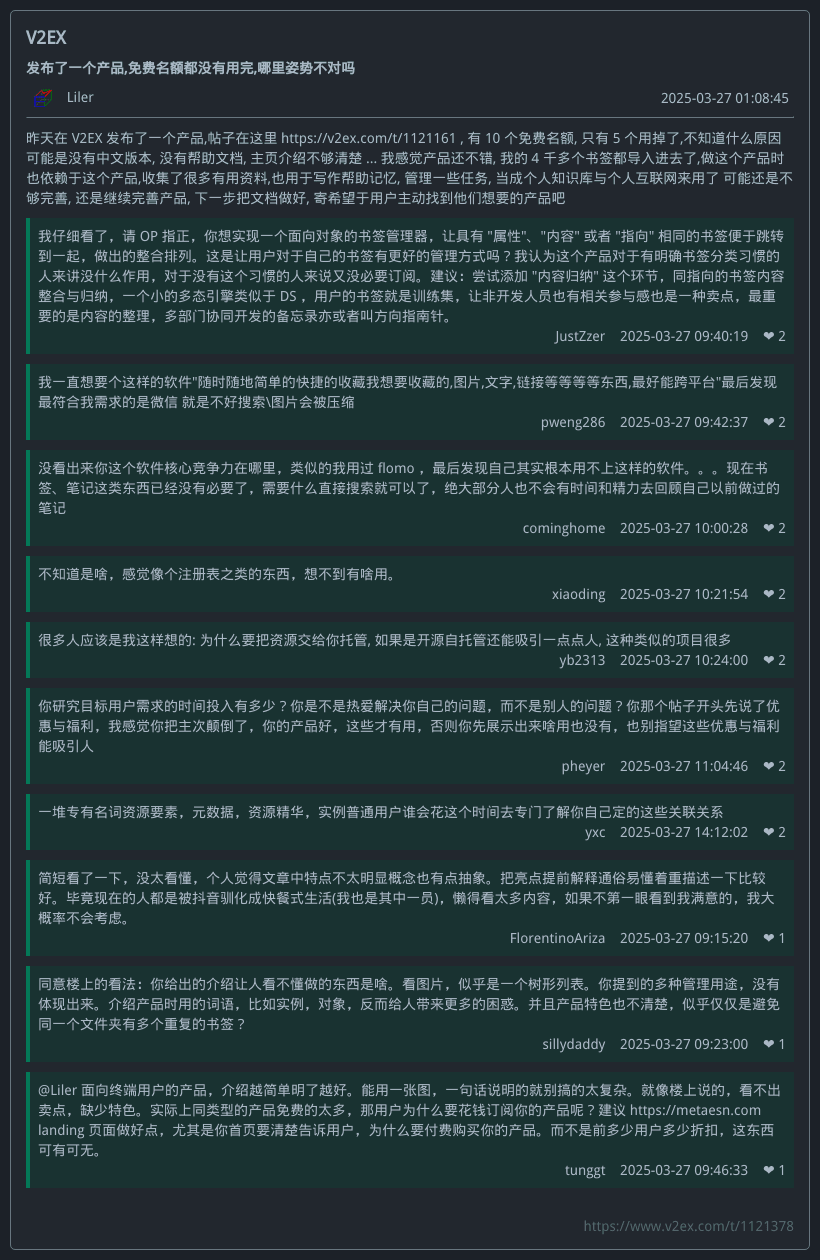 V2EX
发布了一个产品,免费名额都没有用完,哪里姿势不对吗
Liler
2025-03-27 01:08:45
昨天在 V2EX 发布了一个产品,帖子在这里 https://v2ex.com/t/1121161 , 有 10 个免费名额, 只有 5 个用掉了,不知道什么原因
可能是没有中文版本, 没有帮助文档, 主页介绍不够清楚 ... 我感觉产品还不错, 我的 4 千多个书签都导入进去了,做这个产品时
也依赖于这个产品,收集了很多有用资料,也用于写作帮助记忆, 管理一些任务, 当成个人知识库与个人互联网来用了 可能还是不
够完善, 还是继续完善产品, 下一步把文档做好, 寄希望于用户主动找到他们想要的产品吧
我仔细看了，请 OP 指正，你想实现一个面向对象的书签管理器，让具有 "属性"、"内容" 或者 "指向" 相同的书签便于跳转
到一起，做出的整合排列。这是让用户对于自己的书签有更好的管理方式吗？我认为这个产品对于有明确书签分类习惯的
人来讲没什么作用，对于没有这个习惯的人来说又没必要订阅。建议：尝试添加 "内容归纳" 这个环节，同指向的书签内容
整合与归纳，一个小的多态引擎类似于 DS ，用户的书签就是训练集，让非开发人员也有相关参与感也是一种卖点，最重
要的是内容的整理，多部门协同开发的备忘录亦或者叫方向指南针。
JustZzer 2025-03-27 09:40:19 ❤ 2
我一直想要个这样的软件"随时随地简单的快捷的收藏我想要收藏的,图片,文字,链接等等等等东西,最好能跨平台"最后发现
最符合我需求的是微信 就是不好搜索\图片会被压缩
pweng286 2025-03-27 09:42:37 ❤ 2
没看出来你这个软件核心竞争力在哪里，类似的我用过 flomo ，最后发现自己其实根本用不上这样的软件。。。现在书
签、笔记这类东西已经没有必要了，需要什么直接搜索就可以了，绝大部分人也不会有时间和精力去回顾自己以前做过的
笔记
cominghome 2025-03-27 10:00:28 ❤ 2
不知道是啥，感觉像个注册表之类的东西，想不到有啥用。
xiaoding 2025-03-27 10:21:54 ❤ 2
很多人应该是我这样想的: 为什么要把资源交给你托管, 如果是开源自托管还能吸引一点点人, 这种类似的项目很多
yb2313 2025-03-27 10:24:00 ❤ 2
你研究目标用户需求的时间投入有多少？你是不是热爱解决你自己的问题，而不是别人的问题？你那个帖子开头先说了优
惠与福利，我感觉你把主次颠倒了，你的产品好，这些才有用，否则你先展示出来啥用也没有，也别指望这些优惠与福利
能吸引人
pheyer 2025-03-27 11:04:46 ❤ 2
一堆专有名词资源要素，元数据，资源精华，实例普通用户谁会花这个时间去专门了解你自己定的这些关联关系
yxc 2025-03-27 14:12:02 ❤ 2
简短看了一下，没太看懂，个人觉得文章中特点不太明显概念也有点抽象。把亮点提前解释通俗易懂着重描述一下比较
好。毕竟现在的人都是被抖音驯化成快餐式生活(我也是其中一员)，懒得看太多内容，如果不第一眼看到我满意的，我大
概率不会考虑。
FlorentinoAriza 2025-03-27 09:15:20 ❤ 1
同意楼上的看法：你给出的介绍让人看不懂做的东西是啥。看图片，似乎是一个树形列表。你提到的多种管理用途，没有
体现出来。介绍产品时用的词语，比如实例，对象，反而给人带来更多的困惑。并且产品特色也不清楚，似乎仅仅是避免
同一个文件夹有多个重复的书签？
sillydaddy 2025-03-27 09:23:00 ❤ 1
@Liler 面向终端用户的产品，介绍越简单明了越好。能用一张图，一句话说明的就别搞的太复杂。就像楼上说的，看不出
卖点，缺少特色。实际上同类型的产品免费的太多，那用户为什么要花钱订阅你的产品呢？建议 https://metaesn.com
landing 页面做好点，尤其是你首页要清楚告诉用户，为什么要付费购买你的产品。而不是前多少用户多少折扣，这东西
可有可无。
tunggt 2025-03-27 09:46:33 ❤ 1
https://www.v2ex.com/t/1121378